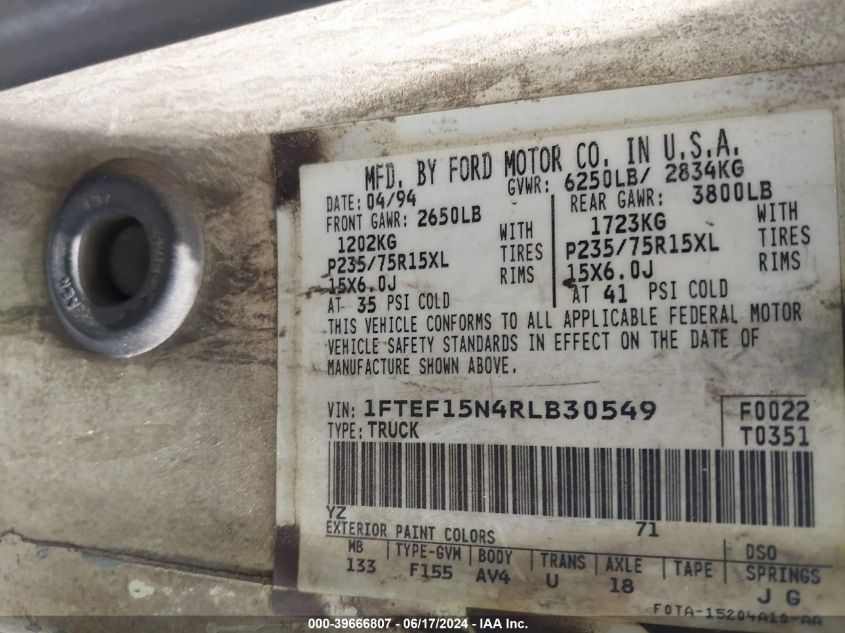 MFD. BY FORD MOTOR CO. IN U.S.A.
DATE: 04/94 GVWR: 6250LB/ 2834KG
FRONT GAWR: 2650LB REAR GAWR: 3800LB
1202KG WITH 1723KG WITH
P235/75R15XL TIRES P235/75R15XL TIRES
15X6.0J RIMS 15X6.0J RIMS
AT 35 PSI COLD AT 41 PSI COLD
THIS VEHICLE CONFORMS TO ALL APPLICABLE FEDERAL MOTOR
VEHICLE SAFETY STANDARDS IN EFFECT ON THE DATE OF
MANUFACTURE SHOWN ABOVE.
VIN: 1FTEF15N4RLB30549 F0022
TYPE: TRUCK T0351
YZ 71
EXTERIOR PAINT COLORS DSO
WB TYPE-GVW BODY TRANS AXLE TAPE SPRINGS
133 F155 AV4 U 18 J G
F0TA-15204A10-AA
000-39666807 - 06/17/2024 - IAA Inc.